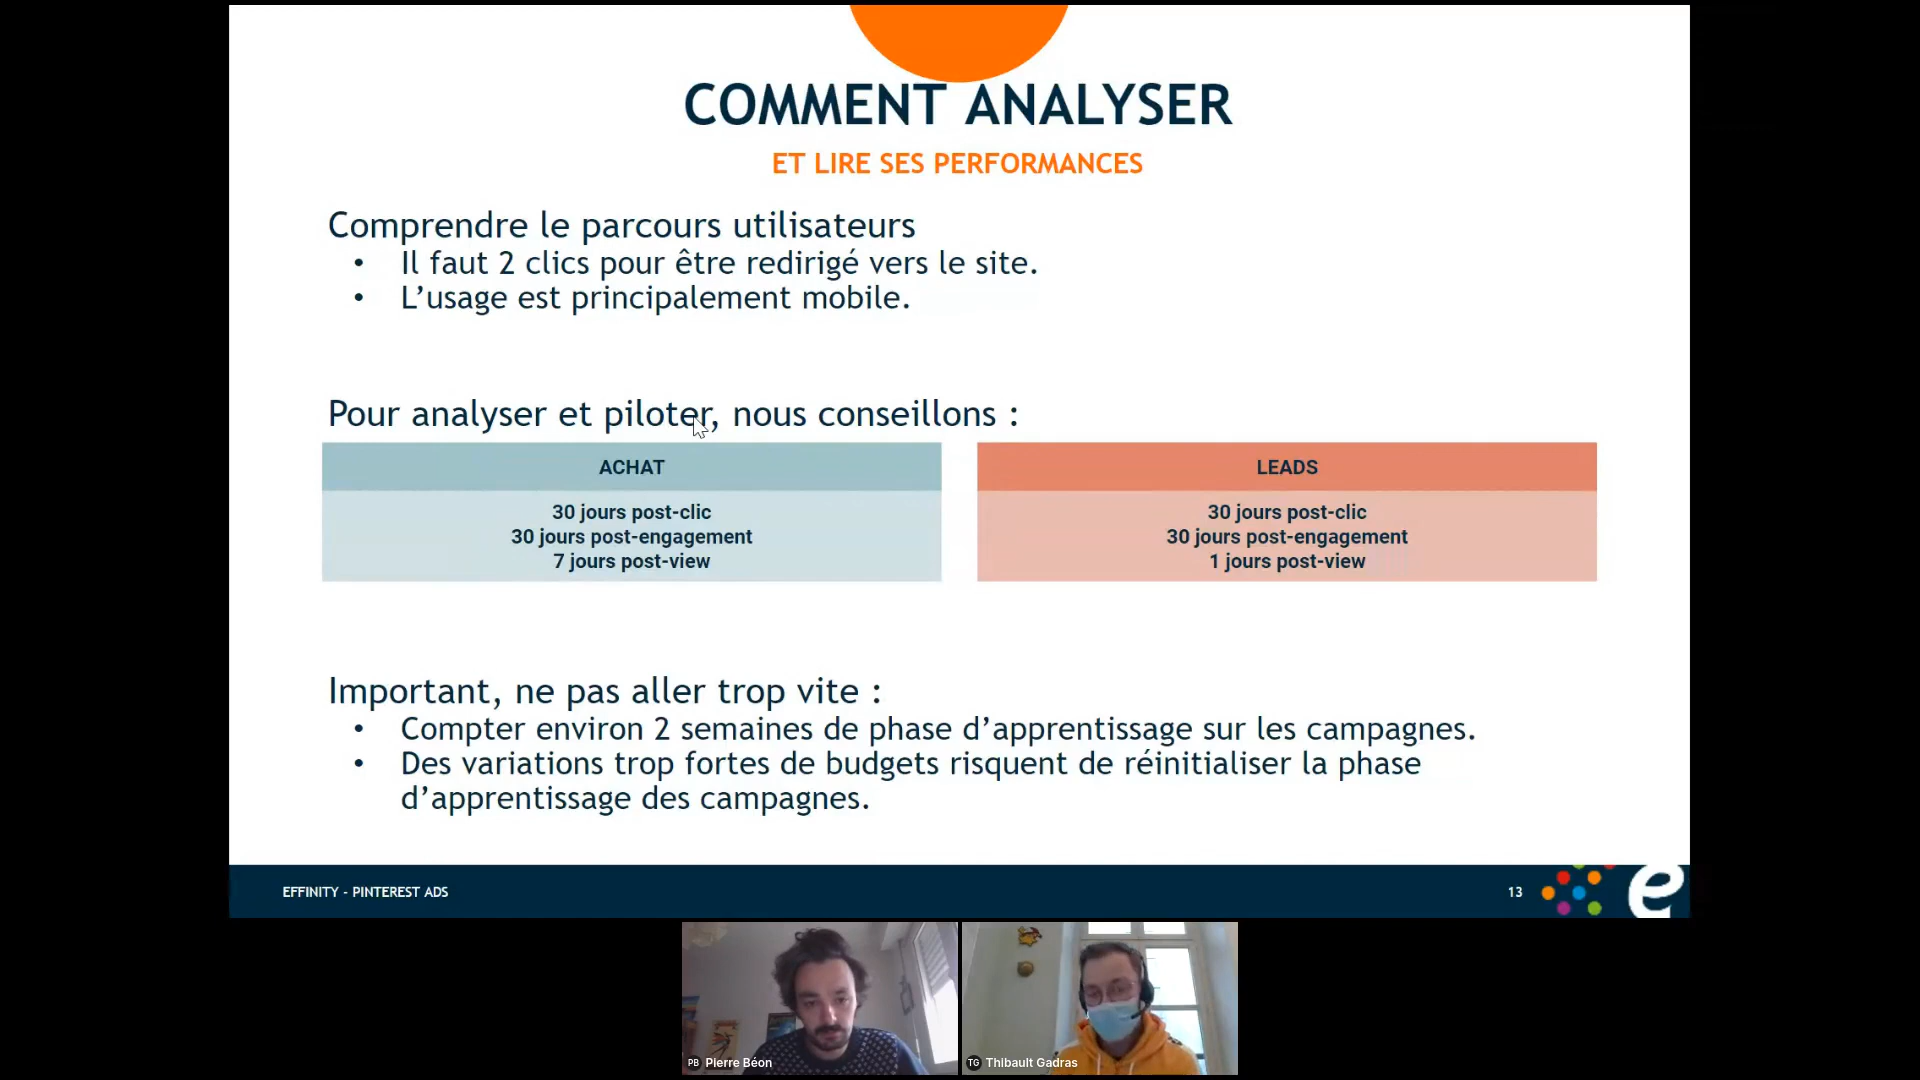 COMMENT ANALYSER
ET LIRE SES PERFORMANCES
Comprendre le parcours utilisateurs
• Il faut 2 clics pour être redirigé vers le site.
• L’usage est principalement mobile.
Pour analyser et piloter, nous conseillons :
ACHAT
30 jours post-clic
30 jours post-engagement
7 jours post-view
LEADS
30 jours post-clic
30 jours post-engagement
1 jours post-view
Important, ne pas aller trop vite :
• Compter environ 2 semaines de phase d’apprentissage sur les campagnes.
• Des variations trop fortes de budgets risquent de réinitialiser la phase
d’apprentissage des campagnes.
EFFINITY - PINTEREST ADS
13
e
PB Pierre Béon
TG Thibault Gadras